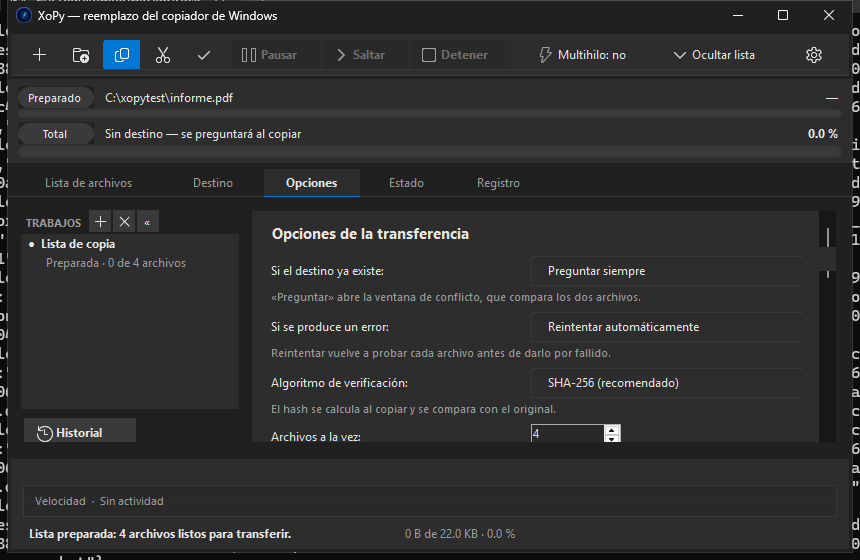 XoPy — reemplazo del copiador de Windows
Pausar Saltar Detener Multihilo: no Ocultar lista
Preparado C:\xopytest\informe.pdf —
Total Sin destino — se preguntará al copiar 0.0 %
Lista de archivos Destino Opciones Estado Registro
TRABAJOS + × «
• Lista de copia
Preparada · 0 de 4 archivos
Historial
Opciones de la transferencia
Si el destino ya existe: Preguntar siempre
«Preguntar» abre la ventana de conflicto, que compara los dos archivos.
Si se produce un error: Reintentar automáticamente
Reintentar vuelve a probar cada archivo antes de darlo por fallido.
Algoritmo de verificación: SHA-256 (recomendado)
El hash se calcula al copiar y se compara con el original.
Archivos a la vez: 4
Velocidad · Sin actividad
Lista preparada: 4 archivos listos para transferir. 0 B de 22.0 KB · 0.0 %